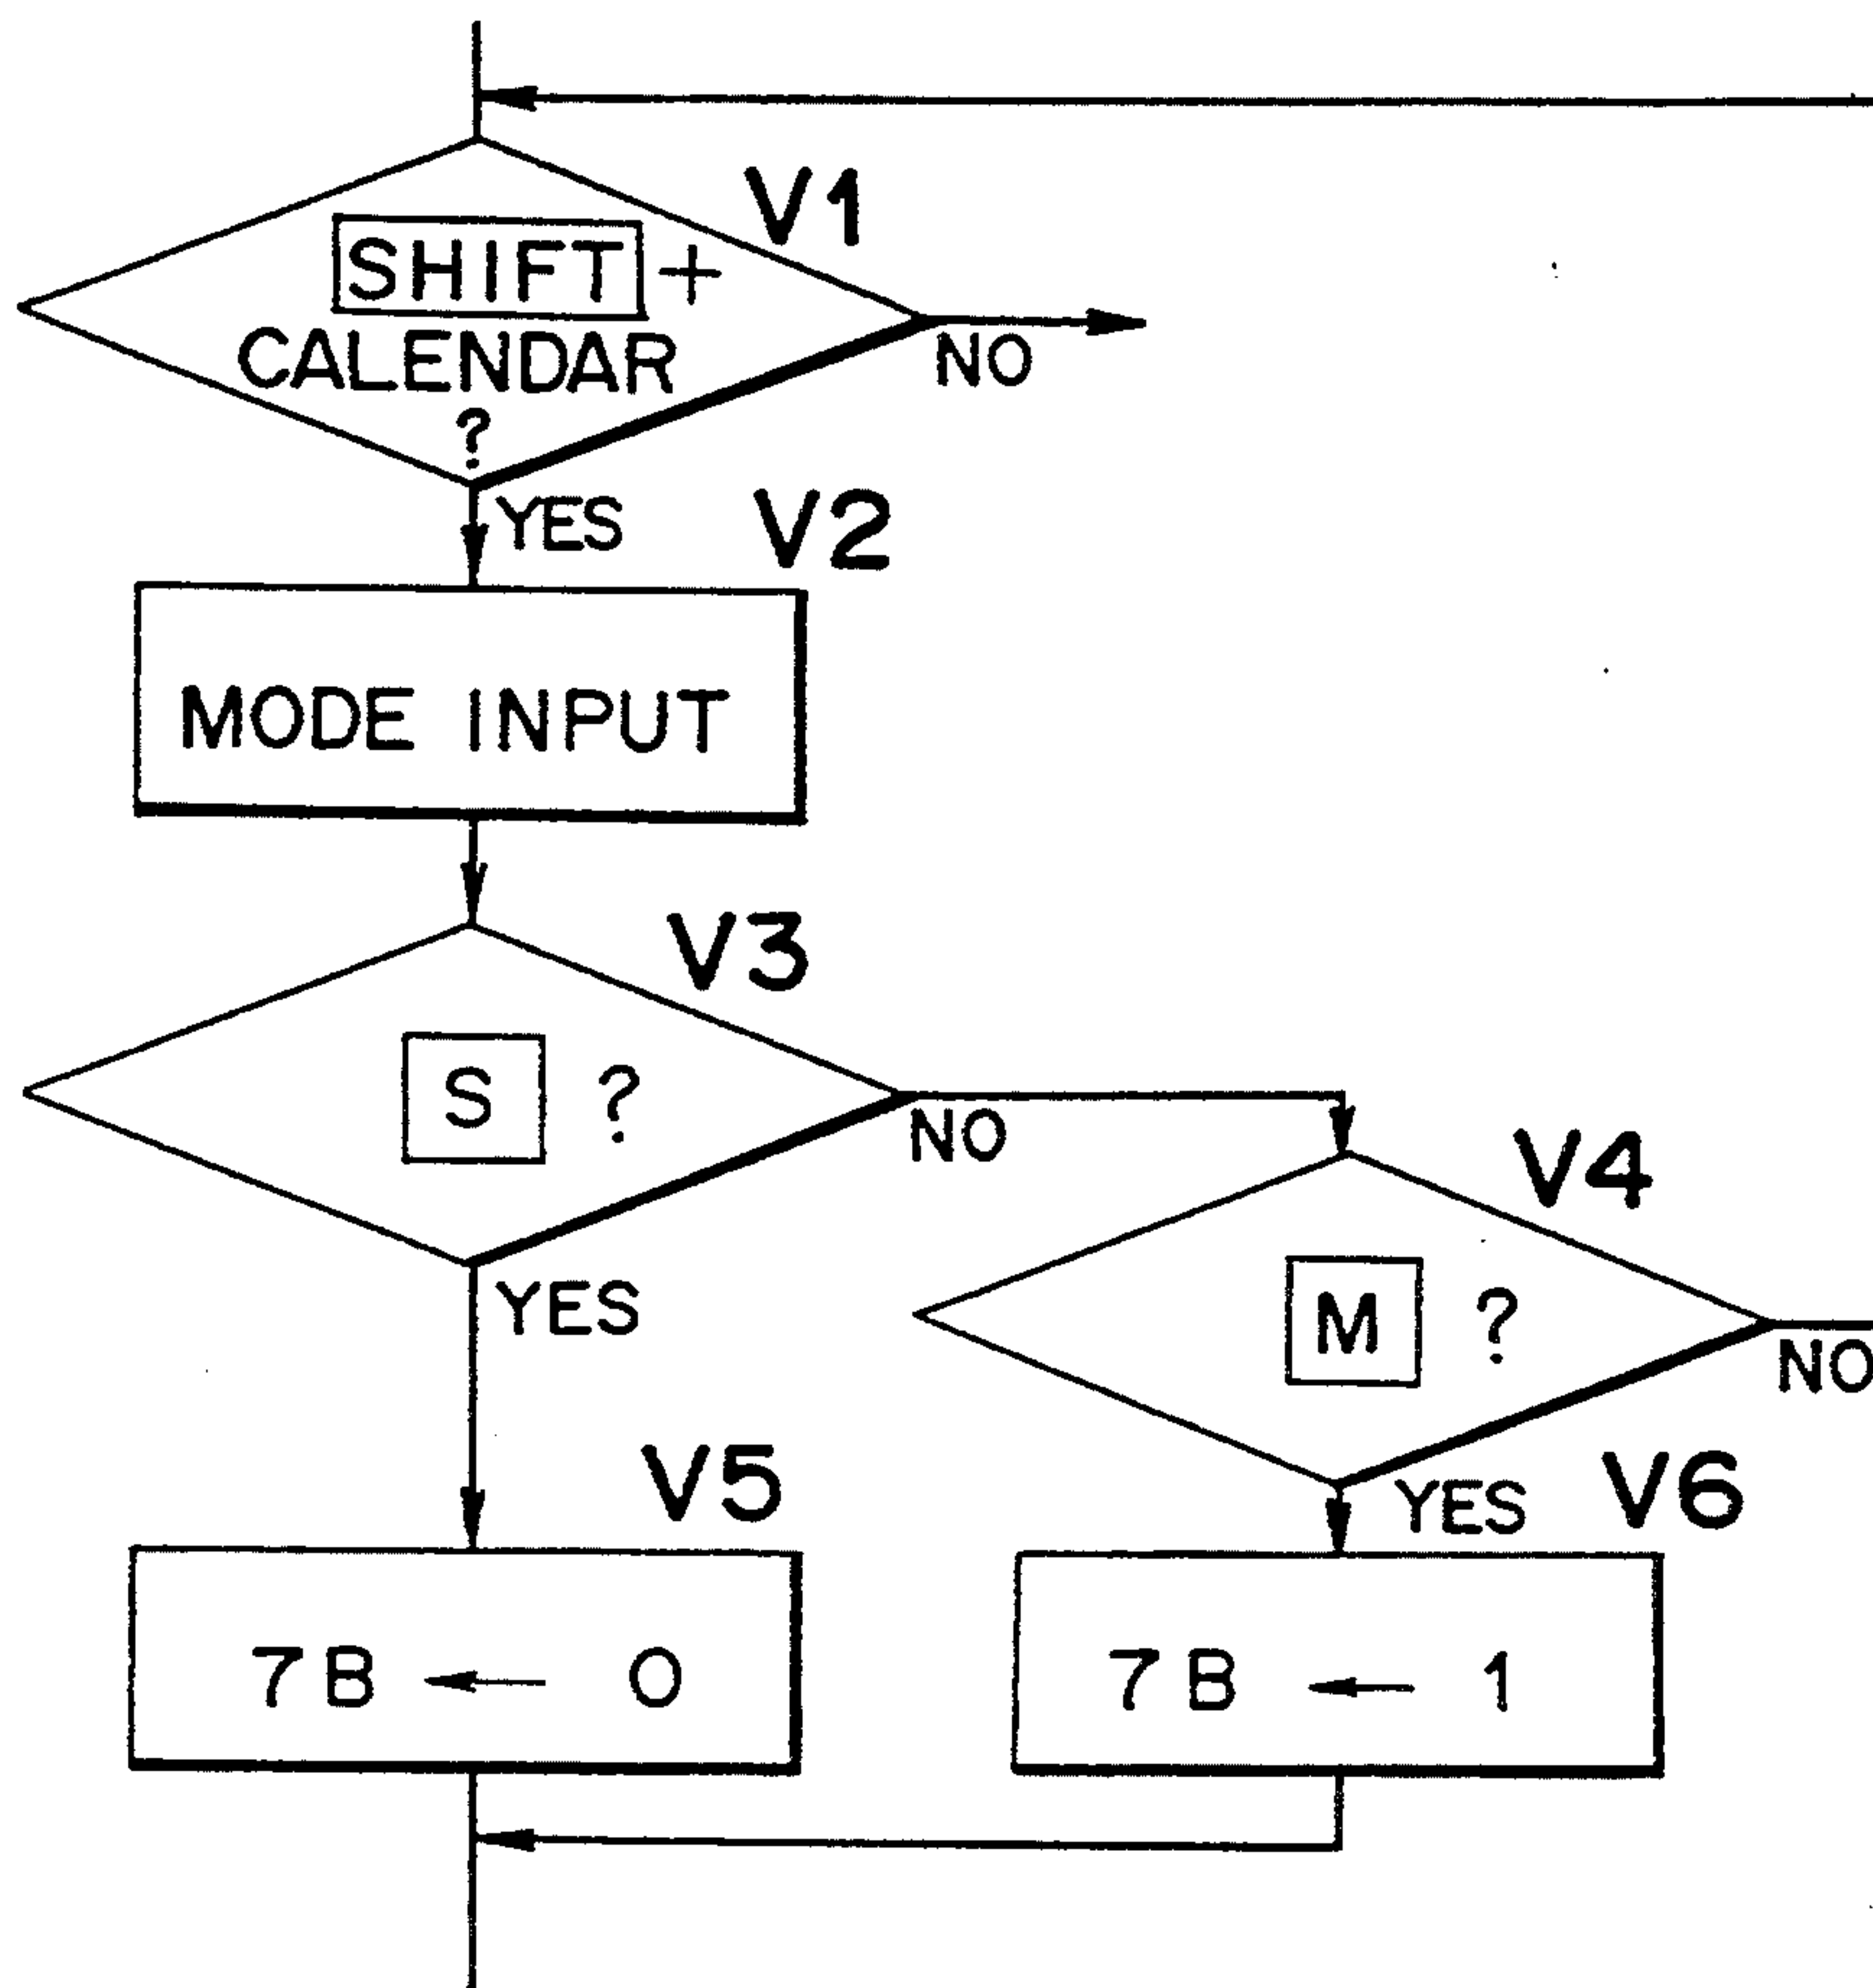 V1
SHIFT +
CALENDAR
?
NO
YES
V2
MODE INPUT
V3
S ?
NO
YES
V4
M ?
NO
YES
V5
7B ← 0
V6
7B ← 1